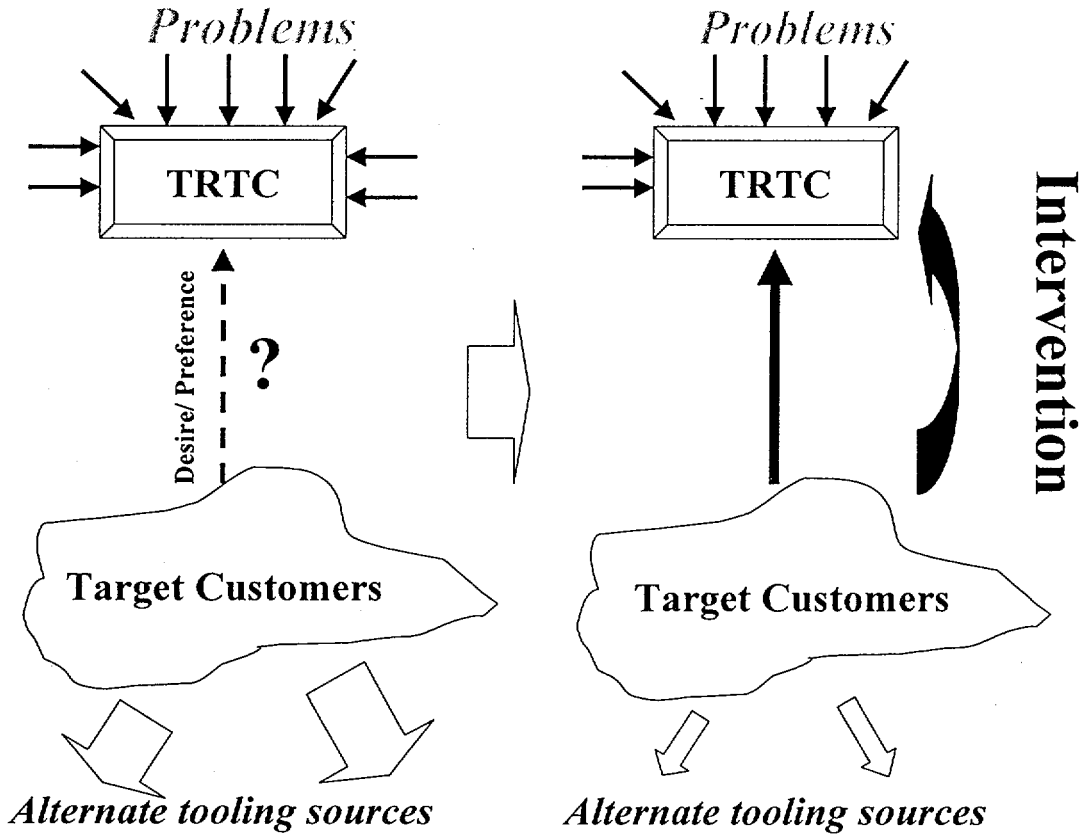 Problems
TRTC
Desire/ Preference
?
Target Customers
Alternate tooling sources
Problems
TRTC
Intervention
Target Customers
Alternate tooling sources